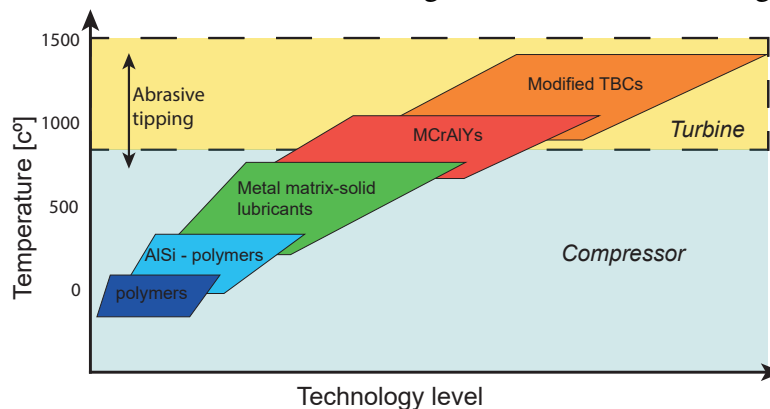 1500
Modified TBCs
Abrasive
tipping
1000
MCrAlYs
Turbine
Metal matrix-solid
lubricants
500
AlSi - polymers
Compressor
0
polymers
Temperature [cº]
Technology level